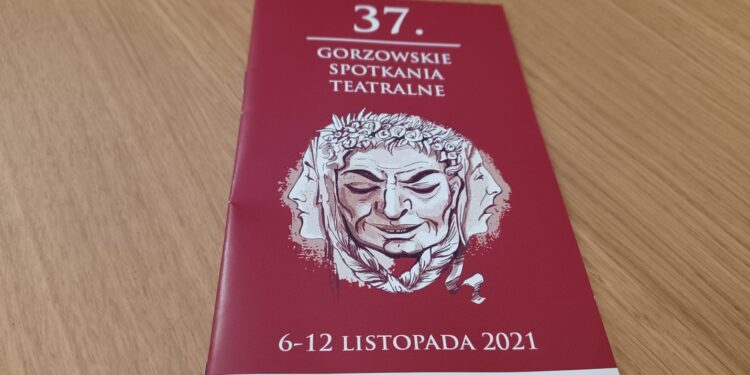 37.
GORZOWSKIE
SPOTKANIA
TEATRALNE
6-12 LISTOPADA 2021